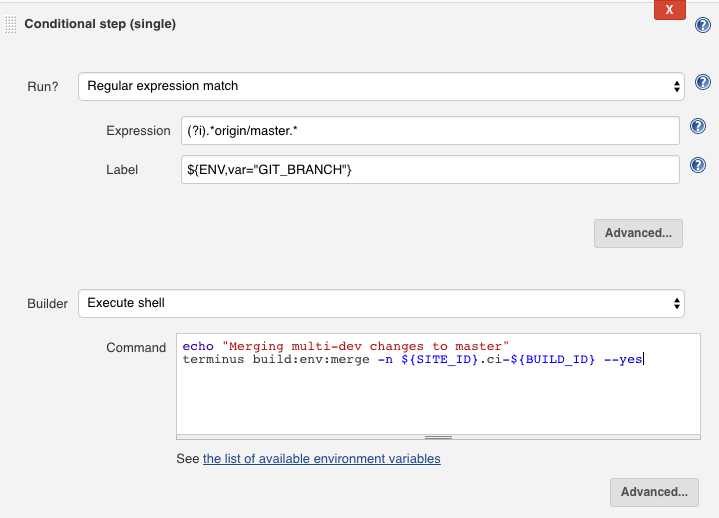 X
Conditional step (single)
?
Run?
Regular expression match
?
Expression
(?i).*origin/master.*
?
Label
${ENV,var="GIT_BRANCH"}
?
Advanced...
Builder
Execute shell
Command
echo "Merging multi-dev changes to master"
terminus build:env:merge -n ${SITE_ID}.ci-${BUILD_ID} --yes
See the list of available environment variables
Advanced...